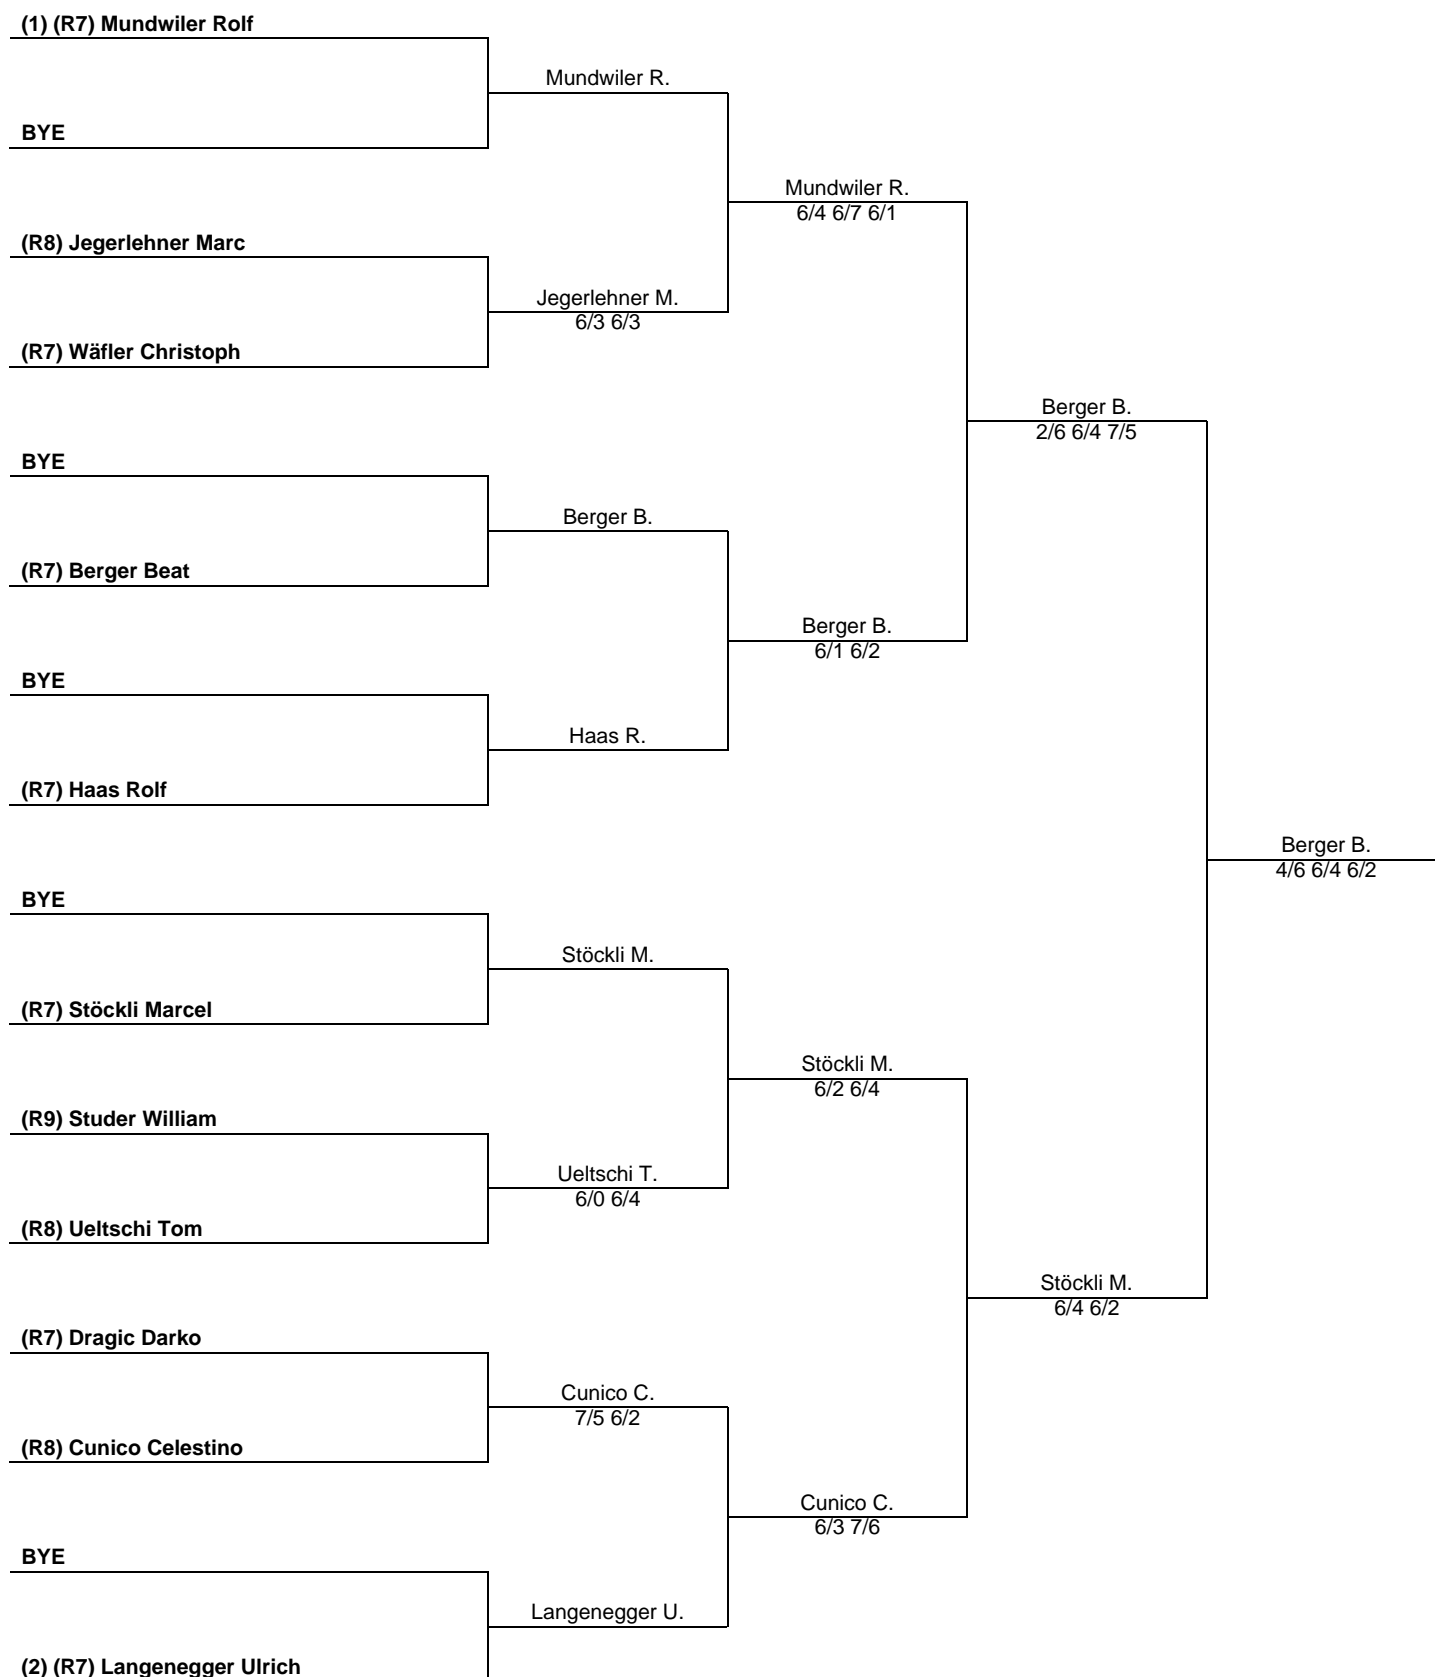 (1) (R7) Mundwiler Rolf
Mundwiler R.
BYE
Mundwiler R.
6/4 6/7 6/1
(R8) Jegerlehner Marc
Jegerlehner M.
6/3 6/3
(R7) Wäfler Christoph
Berger B.
2/6 6/4 7/5
BYE
Berger B.
(R7) Berger Beat
Berger B.
6/1 6/2
BYE
Haas R.
(R7) Haas Rolf
Berger B.
4/6 6/4 6/2
BYE
Stöckli M.
(R7) Stöckli Marcel
Stöckli M.
6/2 6/4
(R9) Studer William
Ueltschi T.
6/0 6/4
(R8) Ueltschi Tom
Stöckli M.
6/4 6/2
(R7) Dragic Darko
Cunico C.
7/5 6/2
(R8) Cunico Celestino
Cunico C.
6/3 7/6
BYE
Langenegger U.
(2) (R7) Langenegger Ulrich